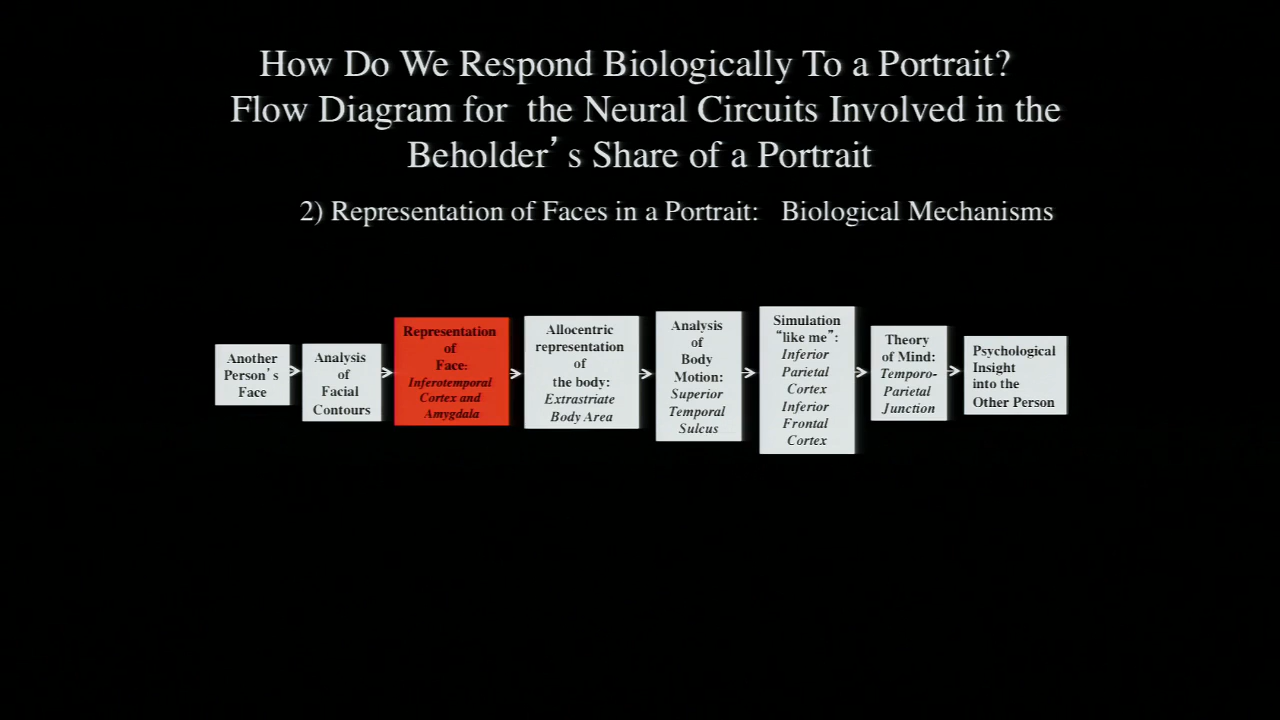 How Do We Respond Biologically To a Portrait?
Flow Diagram for the Neural Circuits Involved in the
Beholder’s Share of a Portrait
2) Representation of Faces in a Portrait: Biological Mechanisms
Another
Person’s
Face
Analysis
of
Facial
Contours
Representation
of
Face:
Inferotemporal
Cortex and
Amygdala
Allocentric
representation
of
the body:
Extrastriate
Body Area
Analysis
of
Body
Motion:
Superior
Temporal
Sulcus
Simulation
“like me”:
Inferior
Parietal
Cortex
Inferior
Frontal
Cortex
Theory
of Mind:
Temporo-
Parietal
Junction
Psychological
Insight
into the
Other Person